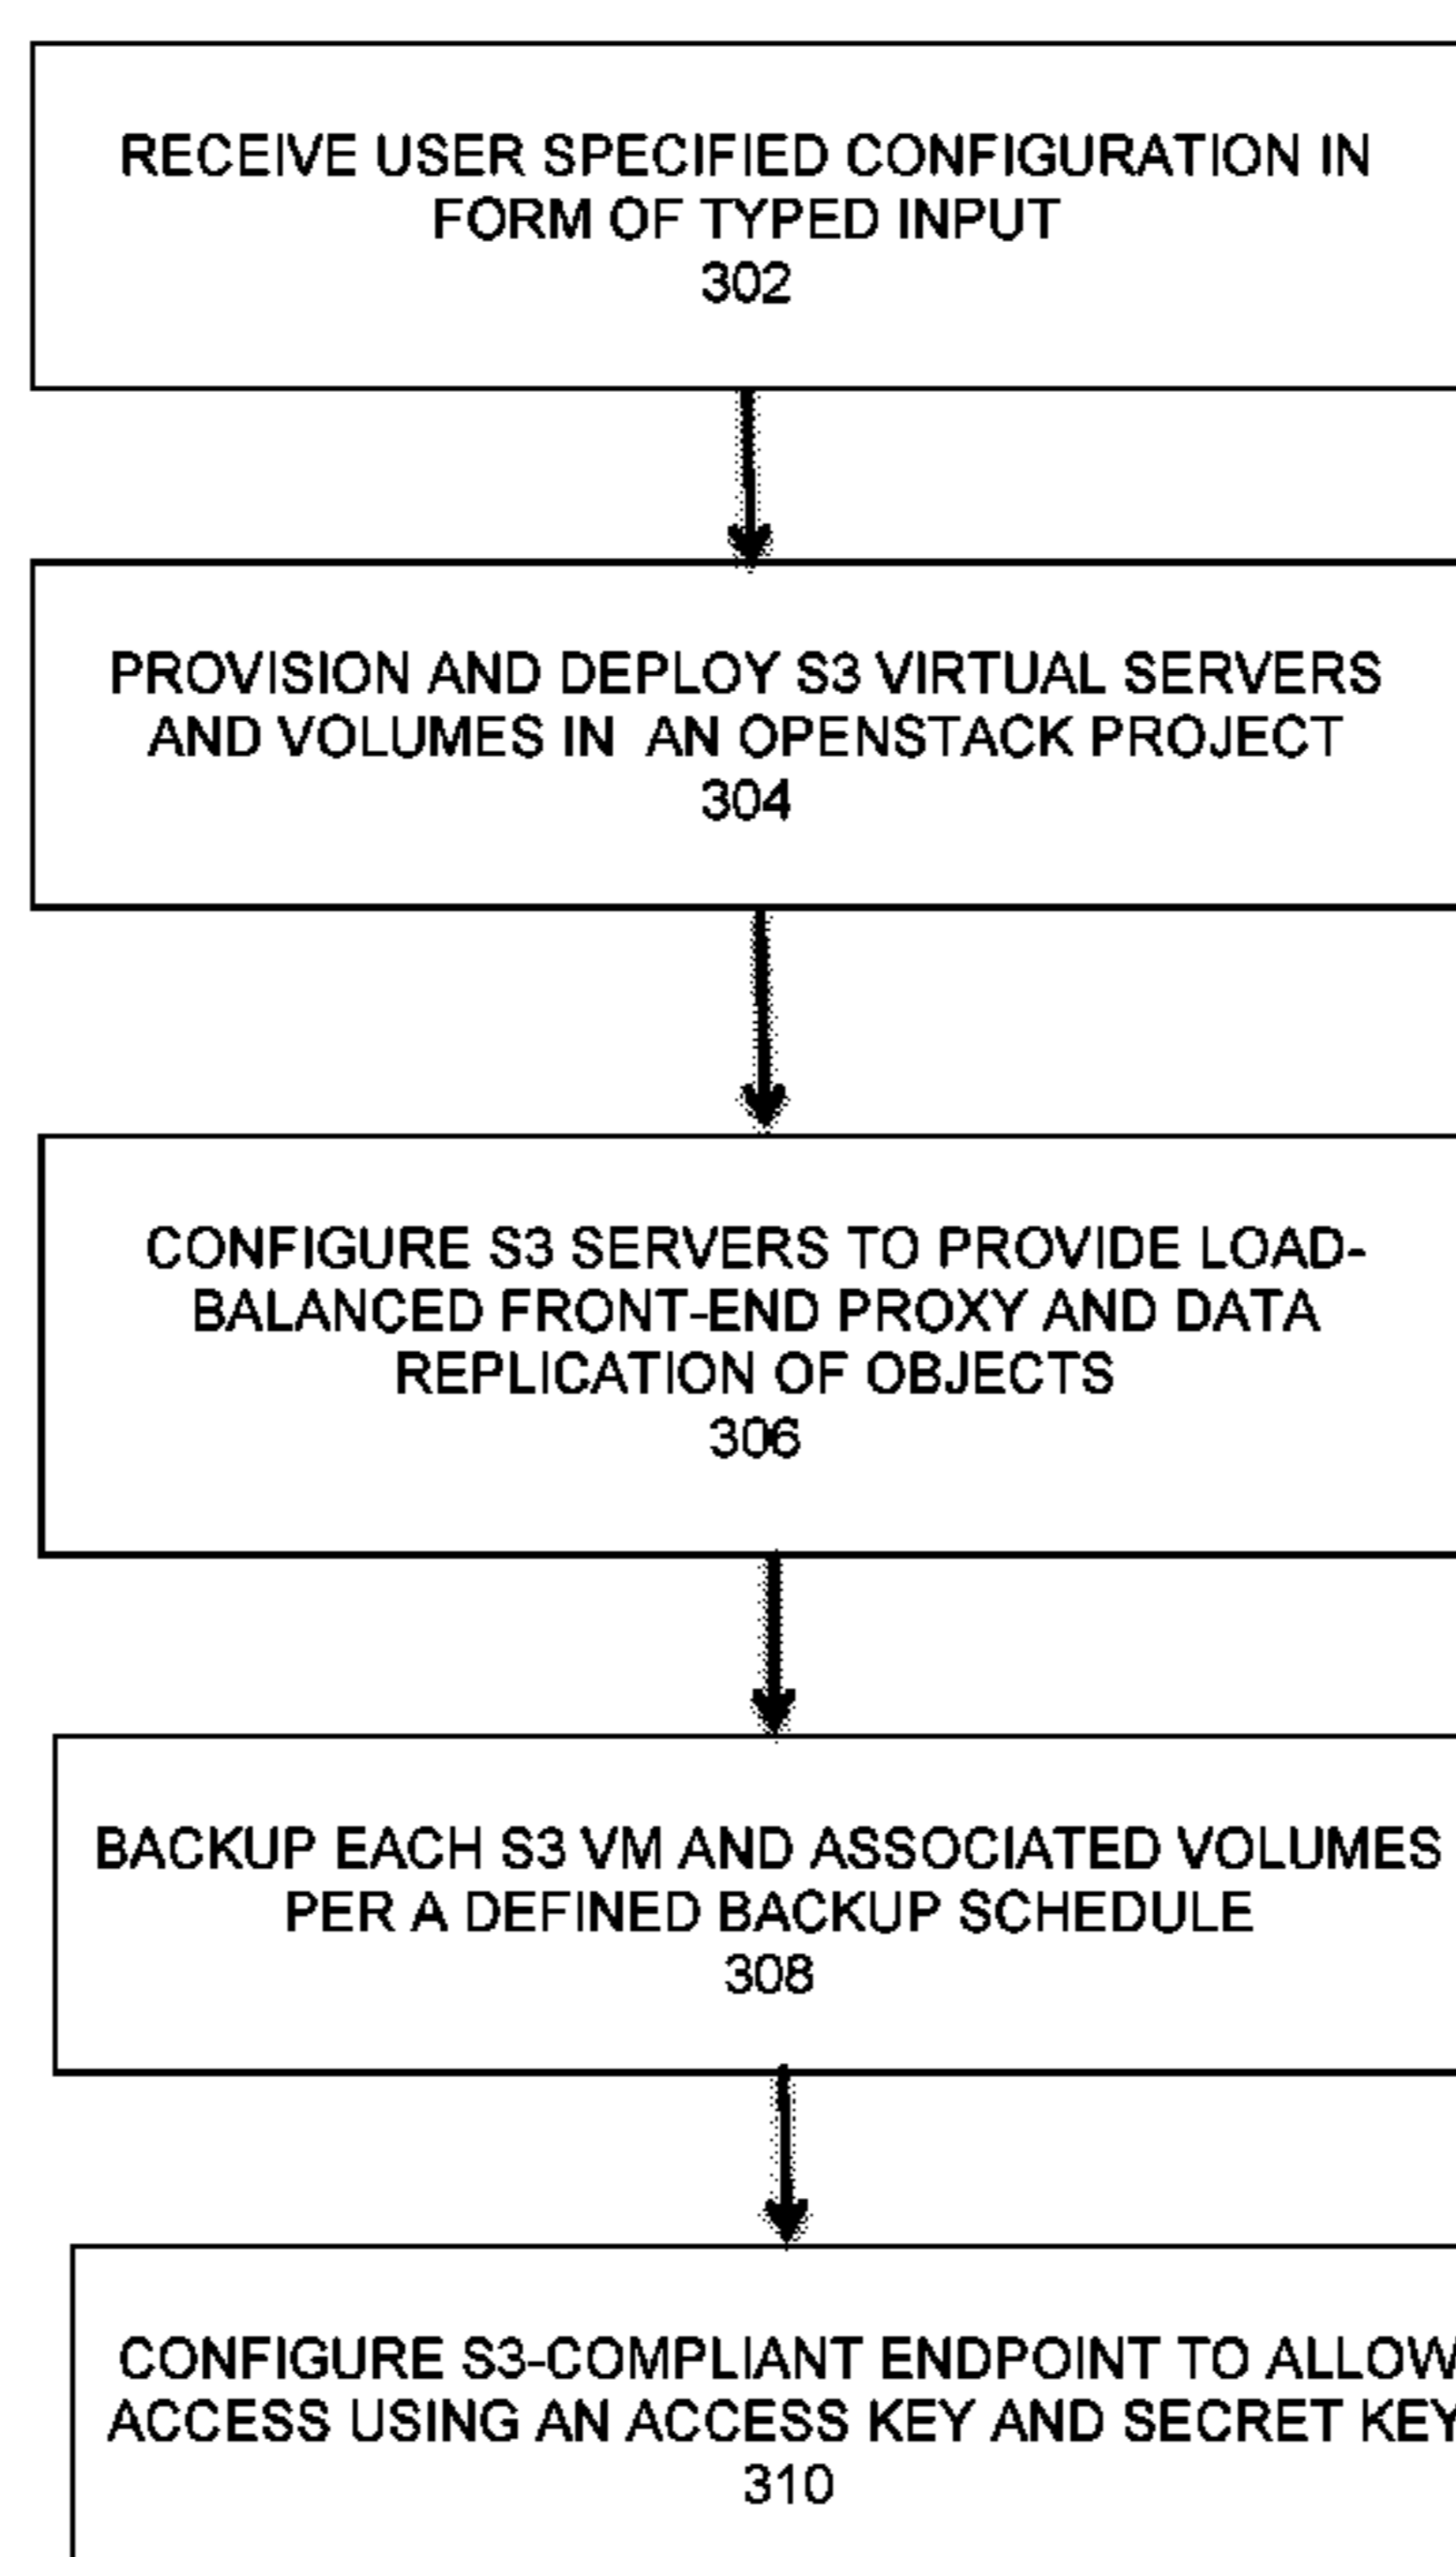 RECEIVE USER SPECIFIED CONFIGURATION IN
FORM OF TYPED INPUT
302
PROVISION AND DEPLOY S3 VIRTUAL SERVERS
AND VOLUMES IN AN OPENSTACK PROJECT
304
CONFIGURE S3 SERVERS TO PROVIDE LOAD-
BALANCED FRONT-END PROXY AND DATA
REPLICATION OF OBJECTS
306
BACKUP EACH S3 VM AND ASSOCIATED VOLUMES
PER A DEFINED BACKUP SCHEDULE
308
CONFIGURE S3-COMPLIANT ENDPOINT TO ALLOW
ACCESS USING AN ACCESS KEY AND SECRET KEY
310